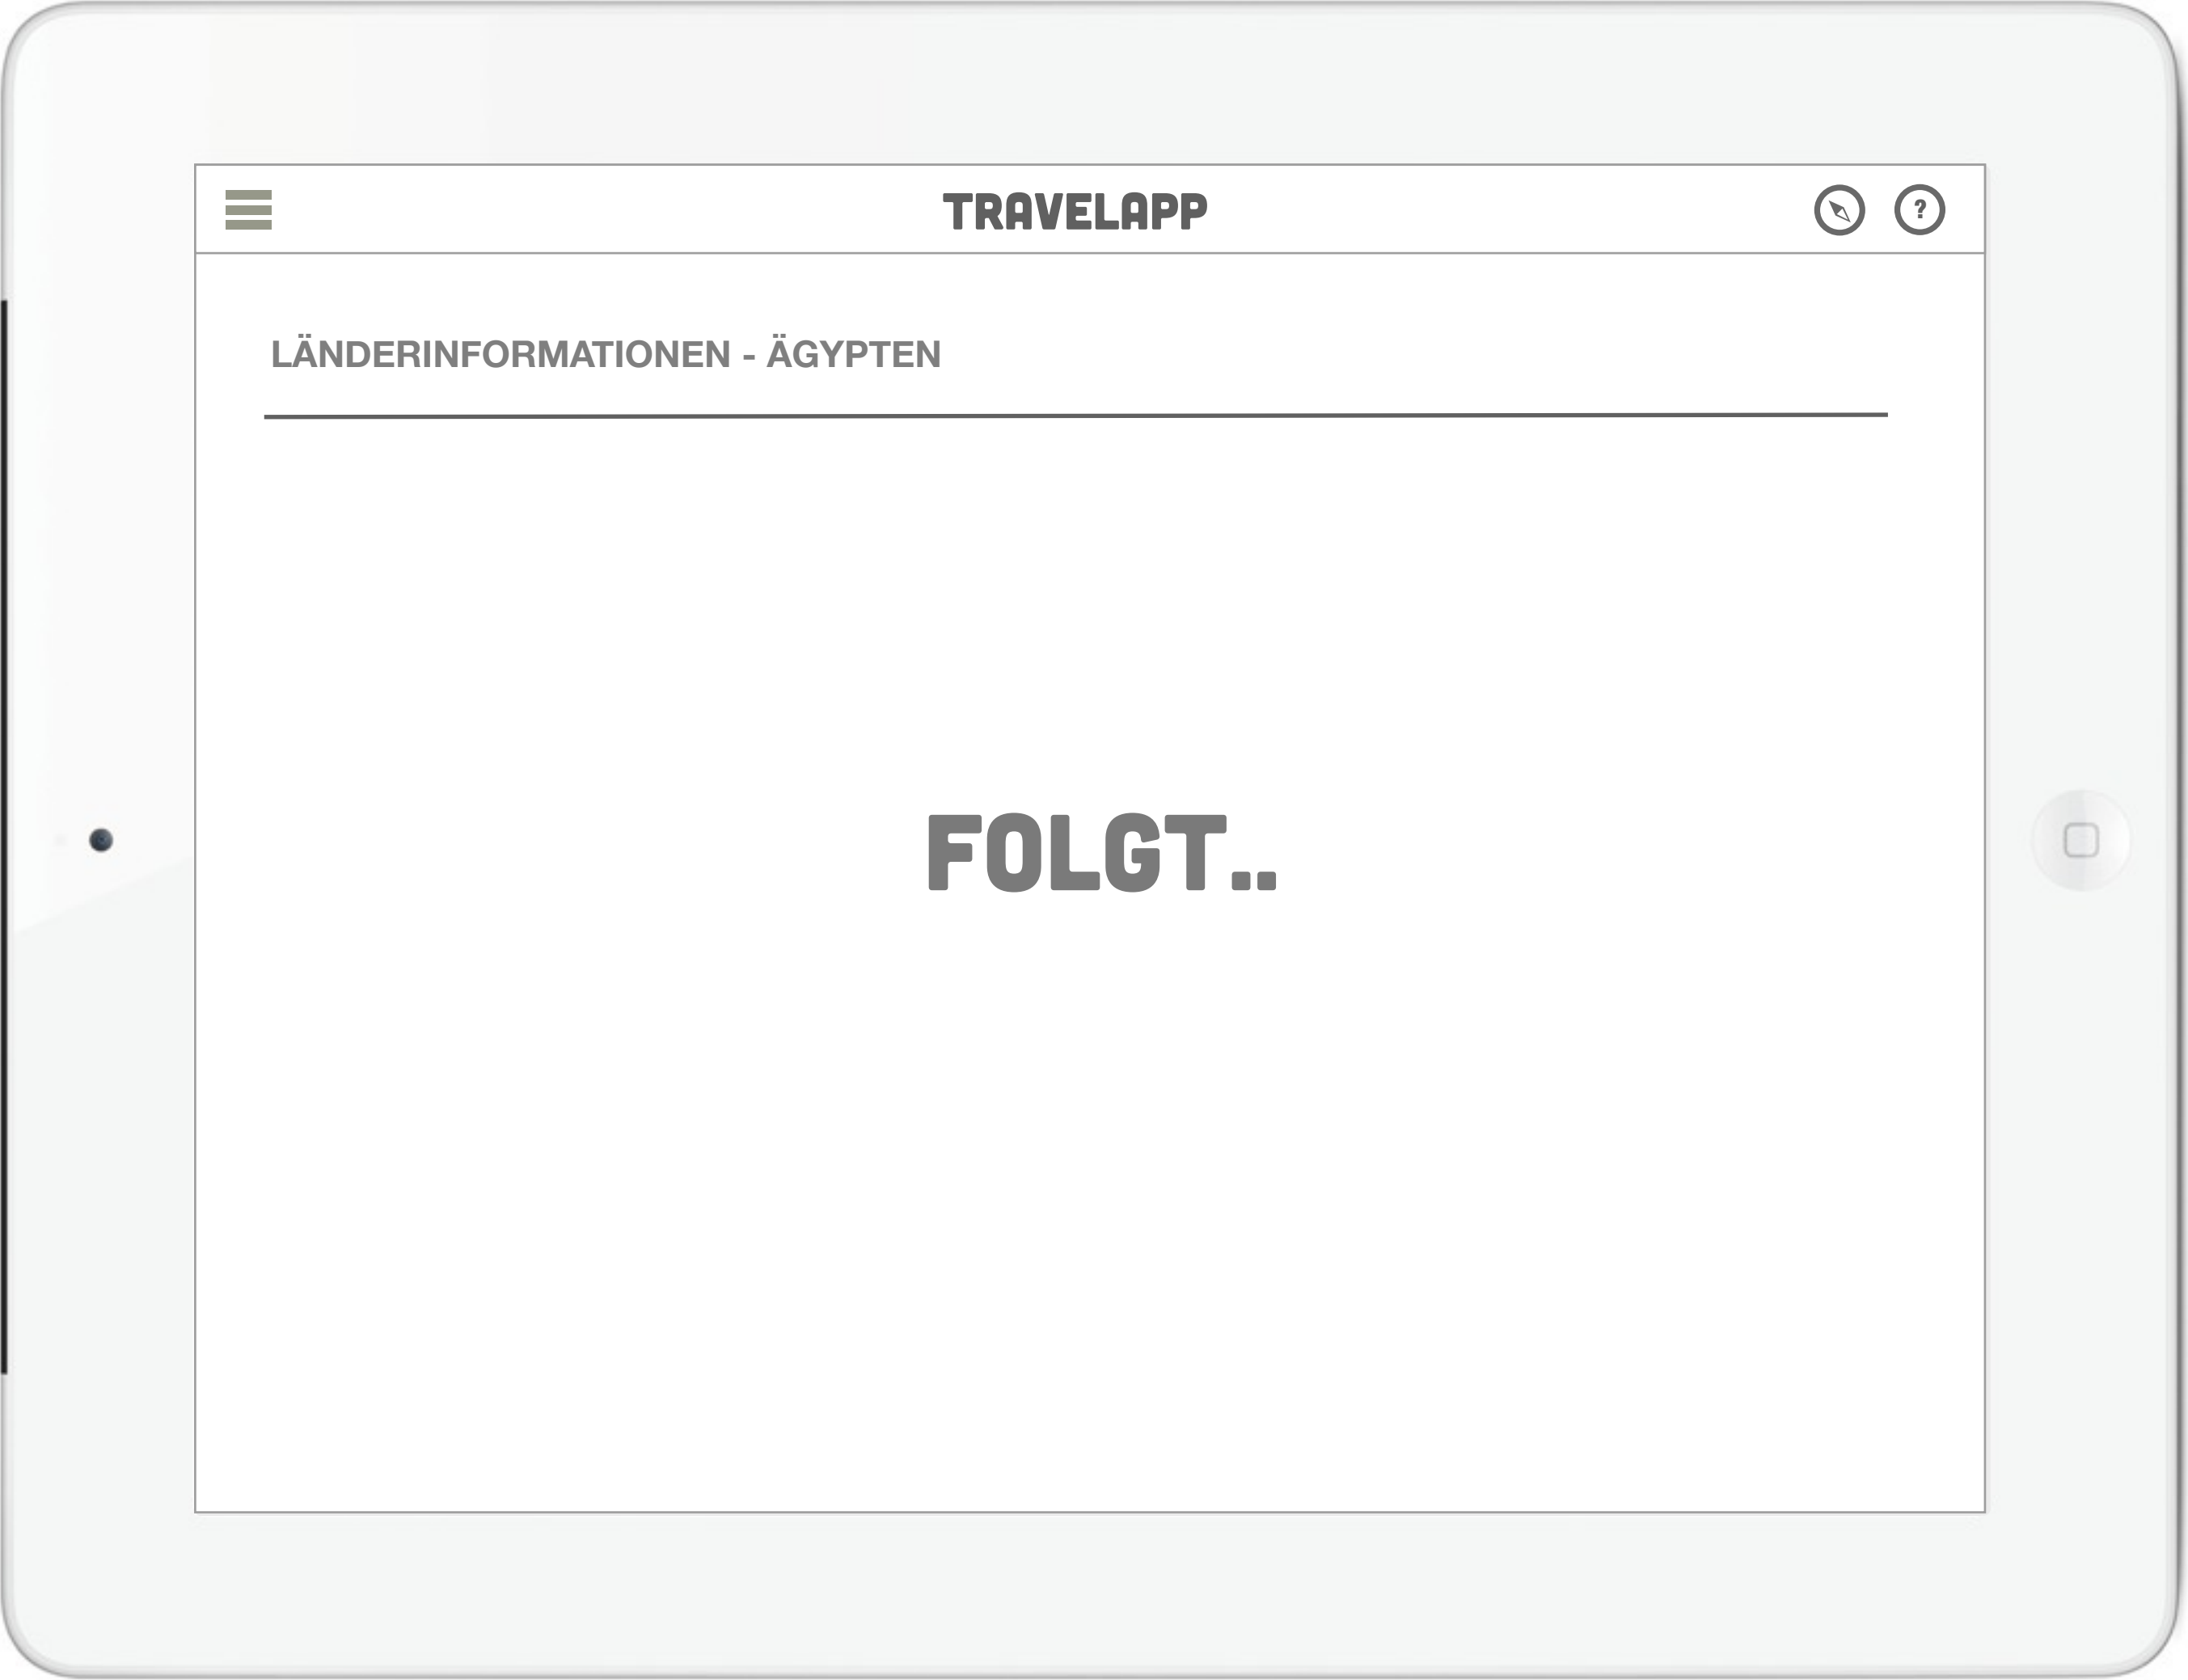 TRAVELAPP
?
LÄNDERINFORMATIONEN - ÄGYPTEN
FOLGT..